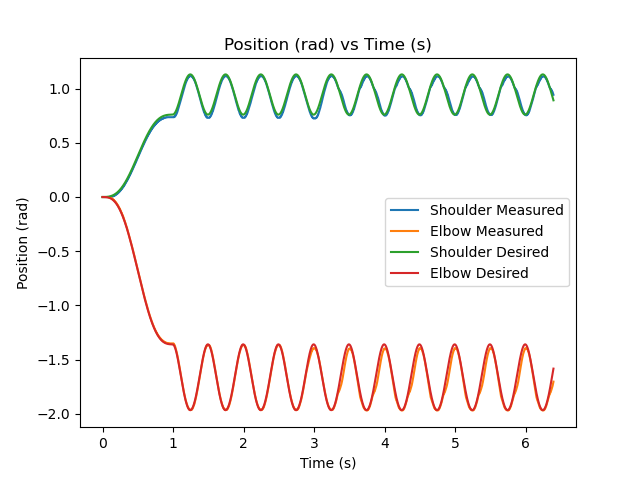 Position (rad) vs Time (s)
Position (rad)
1.0
0.5
0.0
−0.5
−1.0
−1.5
−2.0
Shoulder Measured
Elbow Measured
Shoulder Desired
Elbow Desired
0 1 2 3 4 5 6
Time (s)